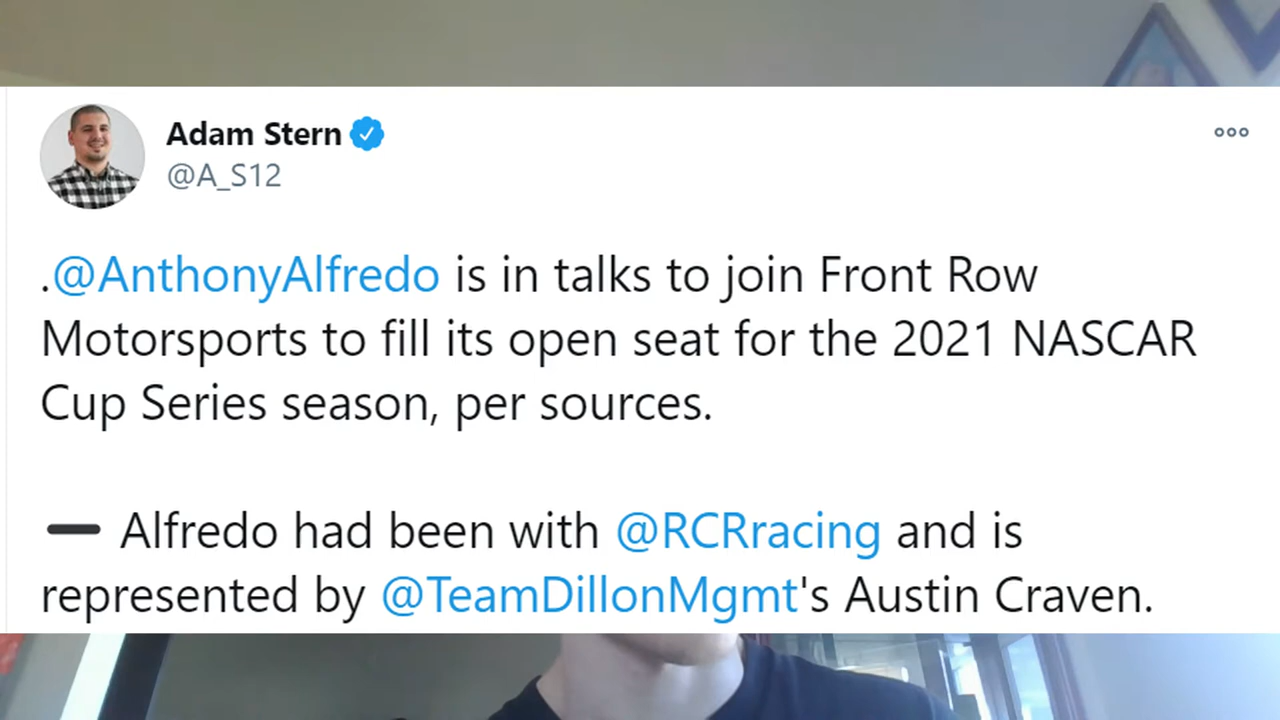 Adam Stern
@A_S12
.@AnthonyAlfredo is in talks to join Front Row
Motorsports to fill its open seat for the 2021 NASCAR
Cup Series season, per sources.
➖ Alfredo had been with @RCRracing and is
represented by @TeamDillonMgmt's Austin Craven.